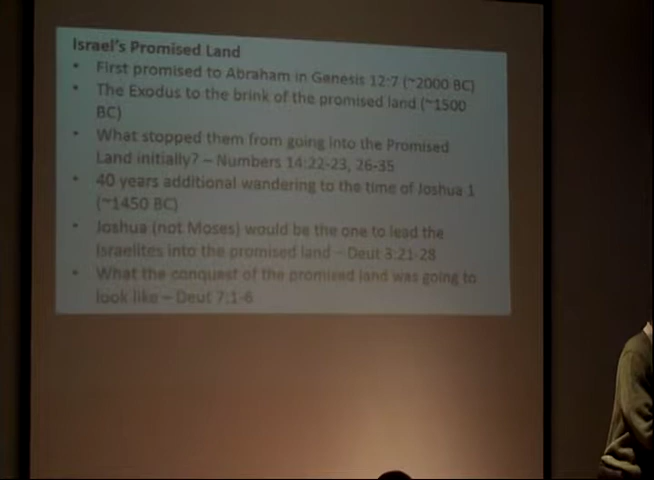 Israel's Promised Land
• First promised to Abraham in Genesis 12:7 (~2000 BC)
• The Exodus to the brink of the promised land (~1500
BC)
• What stopped them from going into the Promised
Land initially? – Numbers 14:22-23, 26-35
• 40 years additional wandering to the time of Joshua 1
(~1450 BC)
• Joshua (not Moses) would be the one to lead the
Israelites into the promised land – Deut 3:21-28
• What the conquest of the promised land was going to
look like – Deut 7:1-6